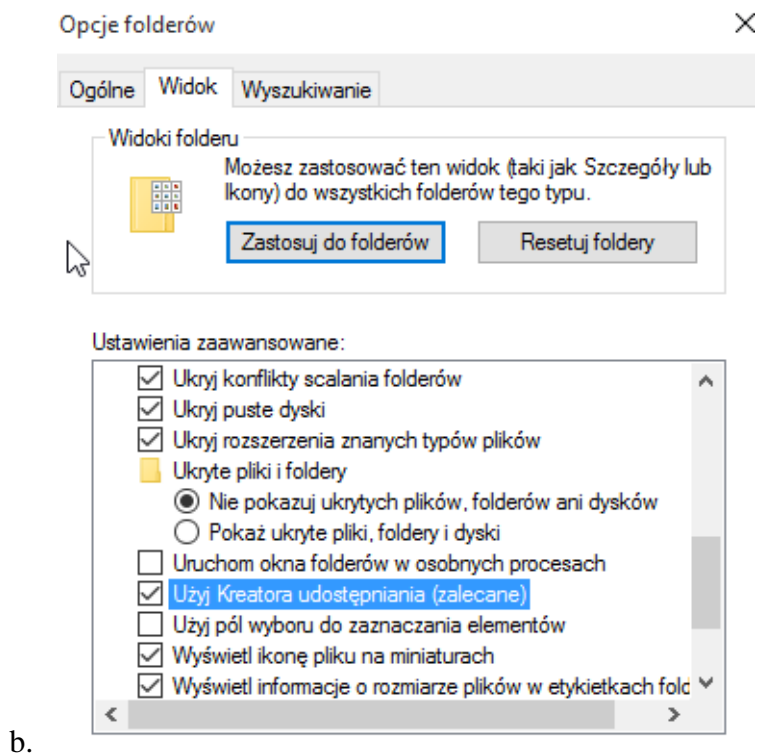 Opcje folderów
Ogólne Widok Wyszukiwanie
Widoki folderu
Możesz zastosować ten widok (taki jak Szczegóły lub
Ikony) do wszystkich folderów tego typu.
Zastosuj do folderów Resetuj foldery
Ustawienia zaawansowane:
Ukryj konflikty scalania folderów
Ukryj puste dyski
Ukryj rozszerzenia znanych typów plików
Ukryte pliki i foldery
Nie pokazuj ukrytych plików, folderów ani dysków
Pokaż ukryte pliki, foldery i dyski
Uruchom okna folderów w osobnych procesach
Użyj Kreatora udostępniania (zalecane)
Użyj pól wyboru do zaznaczania elementów
Wyświetl ikonę pliku na miniaturach
Wyświetl informacje o rozmiarze plików w etykietkach fold
b.